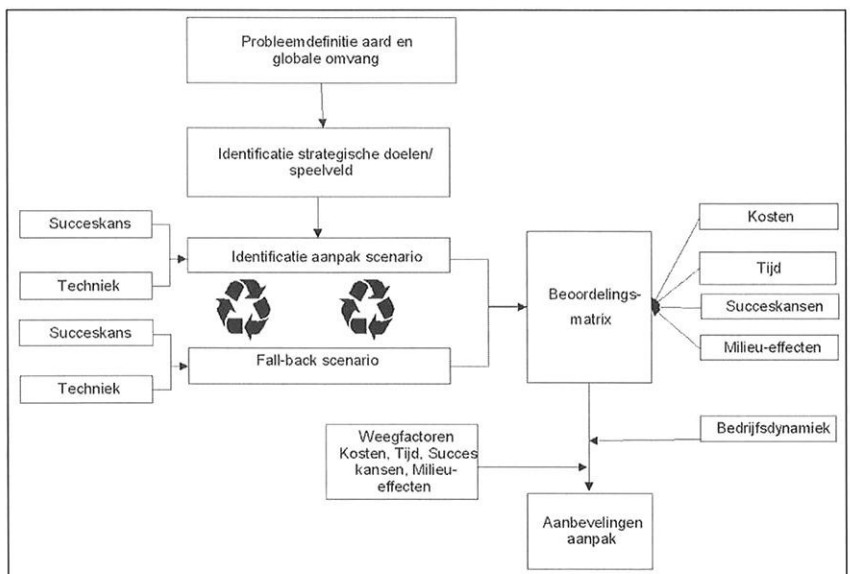 Probleemdefinitie aard en
globale omvang
Identificatie strategische doelen/
speelveld
Succeskans
Techniek
Identificatie aanpak scenario
Succeskans
Techniek
Fall-back scenario
Beoordelings-
matrix
Kosten
Tijd
Succeskansen
Milieu-effecten
Bedrijfsdynamiek
Weegfactoren
Kosten, Tijd, Succes
kansen, Milieu-
effecten
Aanbevelingen
aanpak